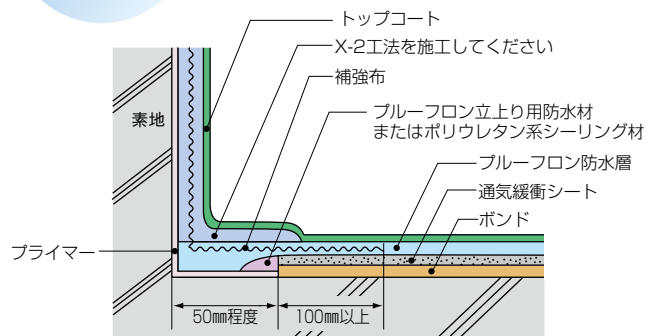 トップコート
X-2工法を施工してください
補強布
プルーフロン立上り用防水材
またはポリウレタン系シーリング材
素地
プルーフロン防水層
通気緩衝シート
ボンド
プライマー
50㎜程度
100㎜以上